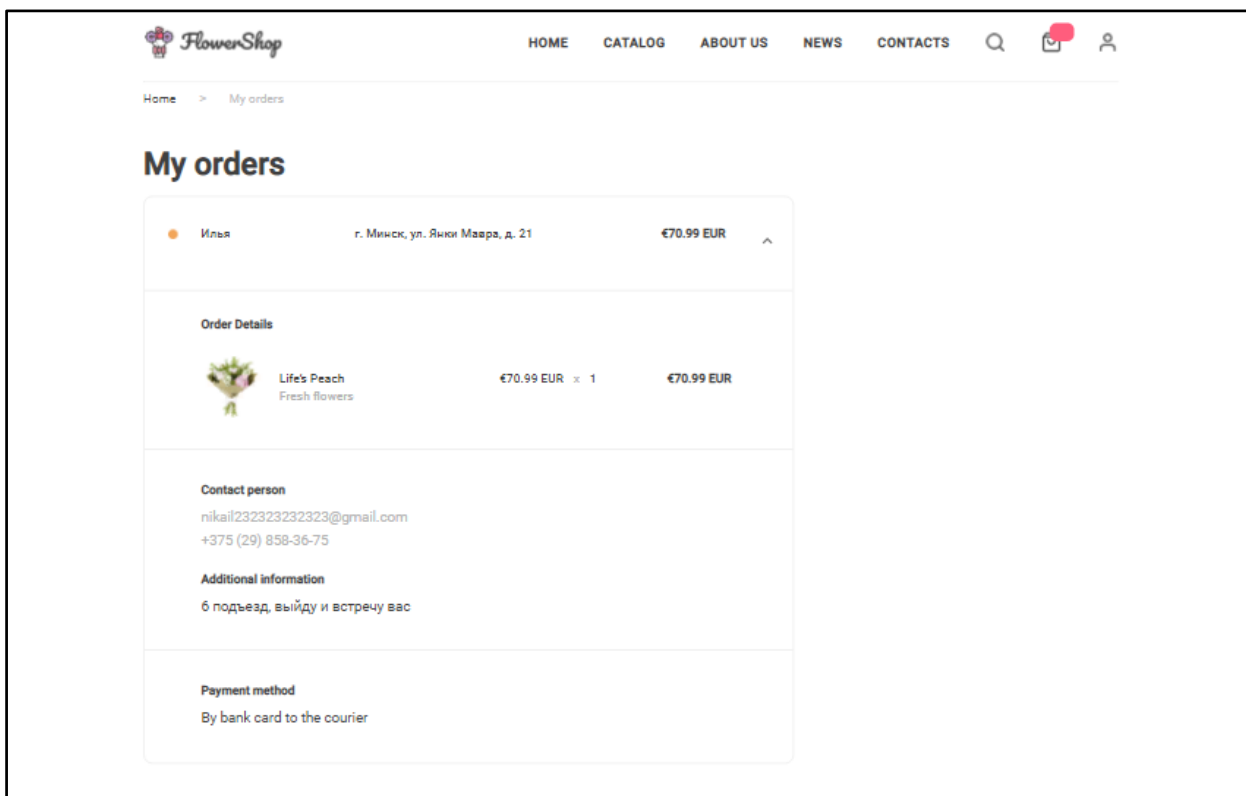 FlowerShop
HOME CATALOG ABOUT US NEWS CONTACTS
Home > My orders
My orders
Илья г. Минск, ул. Янки Мавра, д. 21 €70.99 EUR
Order Details
Life's Peach €70.99 EUR x 1 €70.99 EUR
Fresh flowers
Contact person
nikail232323232323@gmail.com
+375 (29) 858-36-75
Additional information
6 подъезд, выйду и встречу вас
Payment method
By bank card to the courier